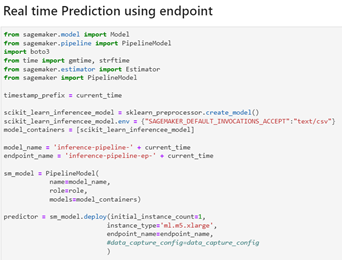 Real time Prediction using endpoint
from sagemaker.model import Model
from sagemaker.pipeline import PipelineModel
import boto3
from time import gmtime, strftime
from sagemaker.estimator import Estimator
from sagemaker import PipelineModel
timestamp_prefix = current_time
scikit_learn_inferencee_model = sklearn_preprocessor.create_model()
scikit_learn_inferencee_model.env = {"SAGEMAKER_DEFAULT_INVOCATIONS_ACCEPT":"text/csv"}
model_containers = [scikit_learn_inferencee_model]
model_name = 'inference-pipeline-' + current_time
endpoint_name = 'inference-pipeline-ep-' + current_time
sm_model = PipelineModel(
name=model_name,
role=role,
models=model_containers)
predictor = sm_model.deploy(initial_instance_count=1,
instance_type='ml.m5.xlarge',
endpoint_name=endpoint_name,
#data_capture_config=data_capture_config
)